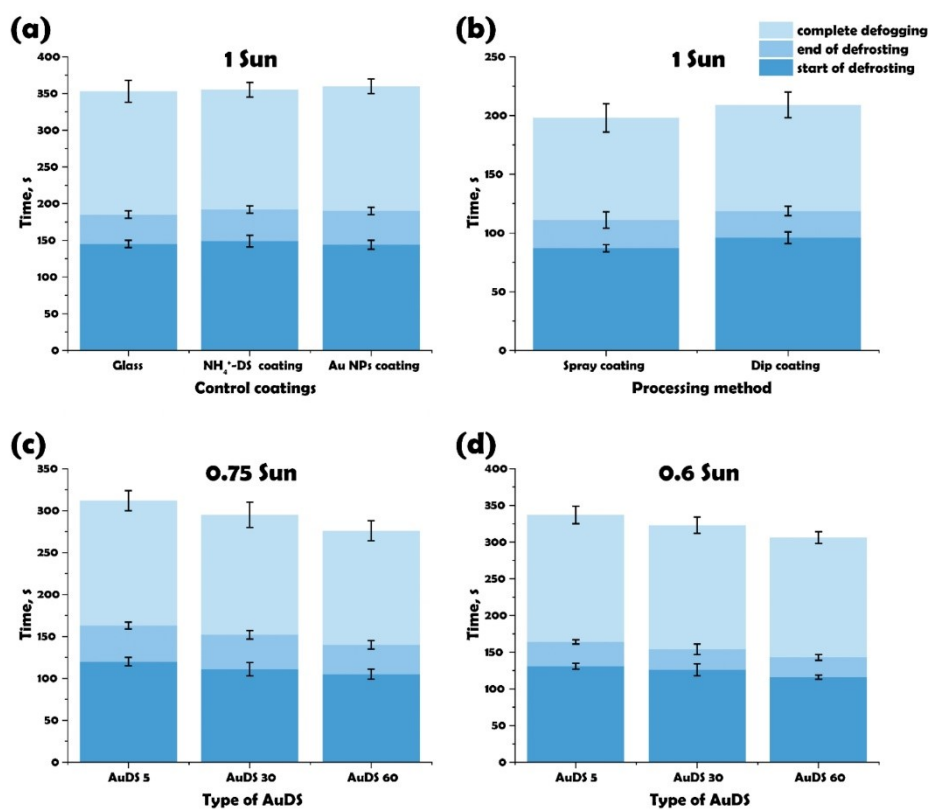 (a)
1 Sun
400
350
300
250
200
150
100
50
0
Time, s
Glass
NH₄⁺-DS coating
Au NPs coating
Control coatings
(b)
1 Sun
complete defogging
end of defrosting
start of defrosting
250
200
150
100
50
0
Time, s
Spray coating
Dip coating
Processing method
(c)
0.75 Sun
350
300
250
200
150
100
50
0
Time, s
AuDS 5
AuDS 30
AuDS 60
Type of AuDS
(d)
0.6 Sun
400
350
300
250
200
150
100
50
0
Time, s
AuDS 5
AuDS 30
AuDS 60
Type of AuDS